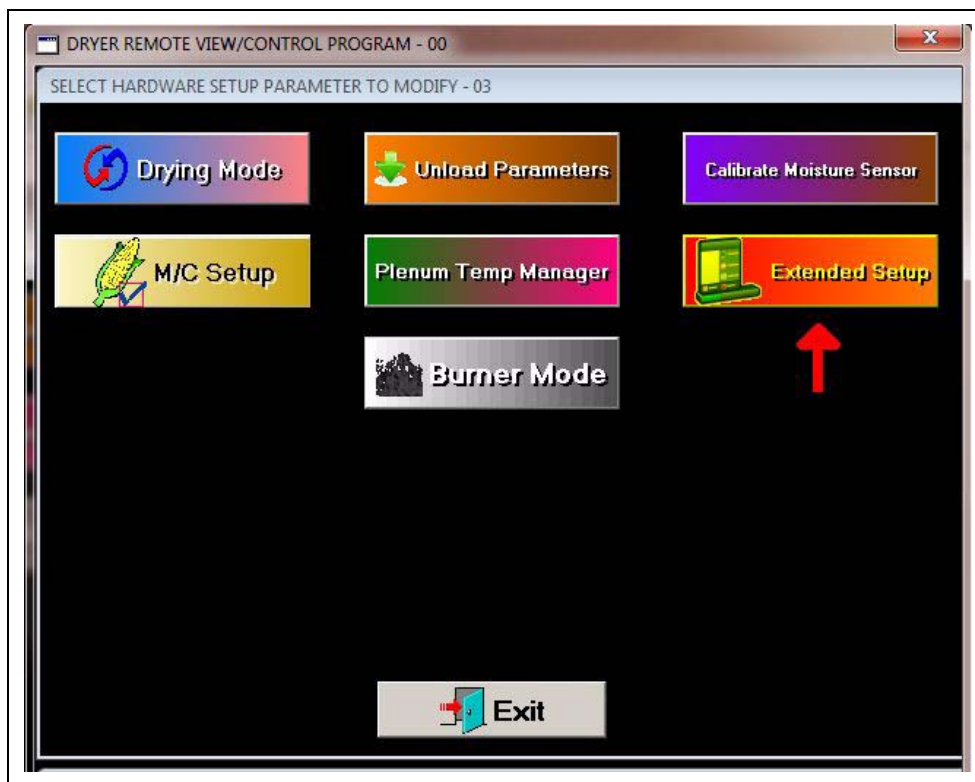 DRYER REMOTE VIEW/CONTROL PROGRAM - 00
SELECT HARDWARE SETUP PARAMETER TO MODIFY - 03
Drying Mode
Unload Parameters
Calibrate Moisture Sensor
M/C Setup
Plenum Temp Manager
Extended Setup
Burner Mode
Exit